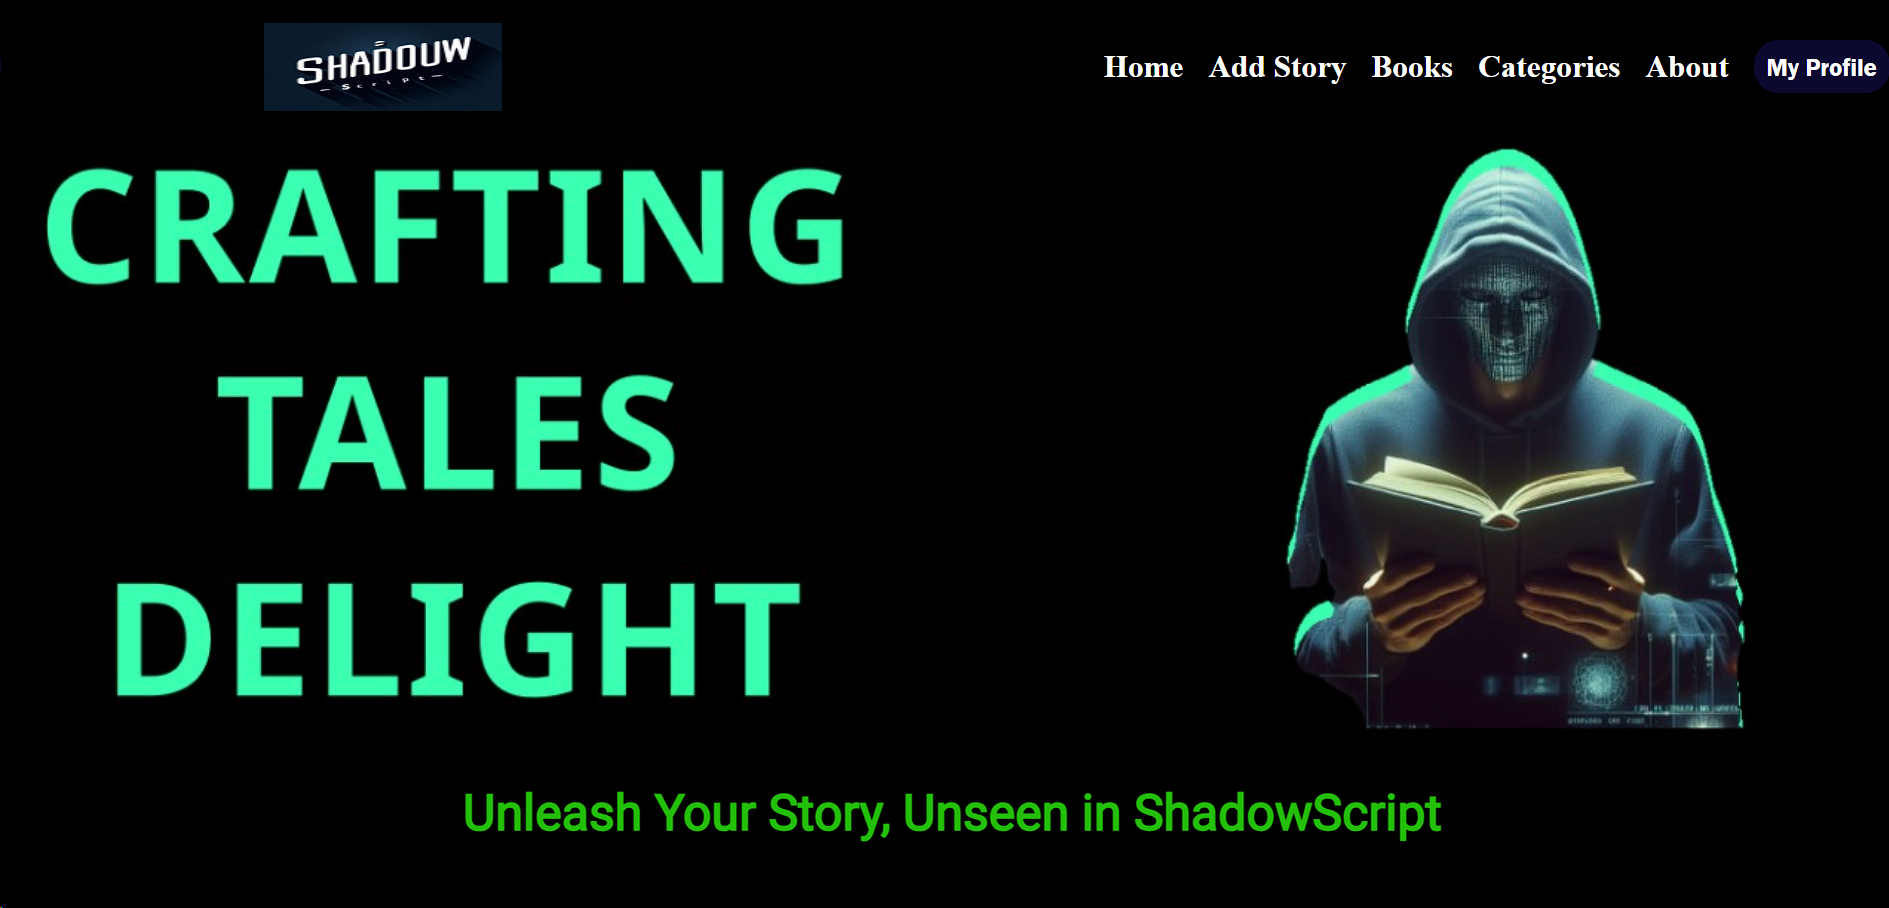 SHADOUW
Script
Home Add Story Books Categories About My Profile
CRAFTING
TALES
DELIGHT
Unleash Your Story, Unseen in ShadowScript